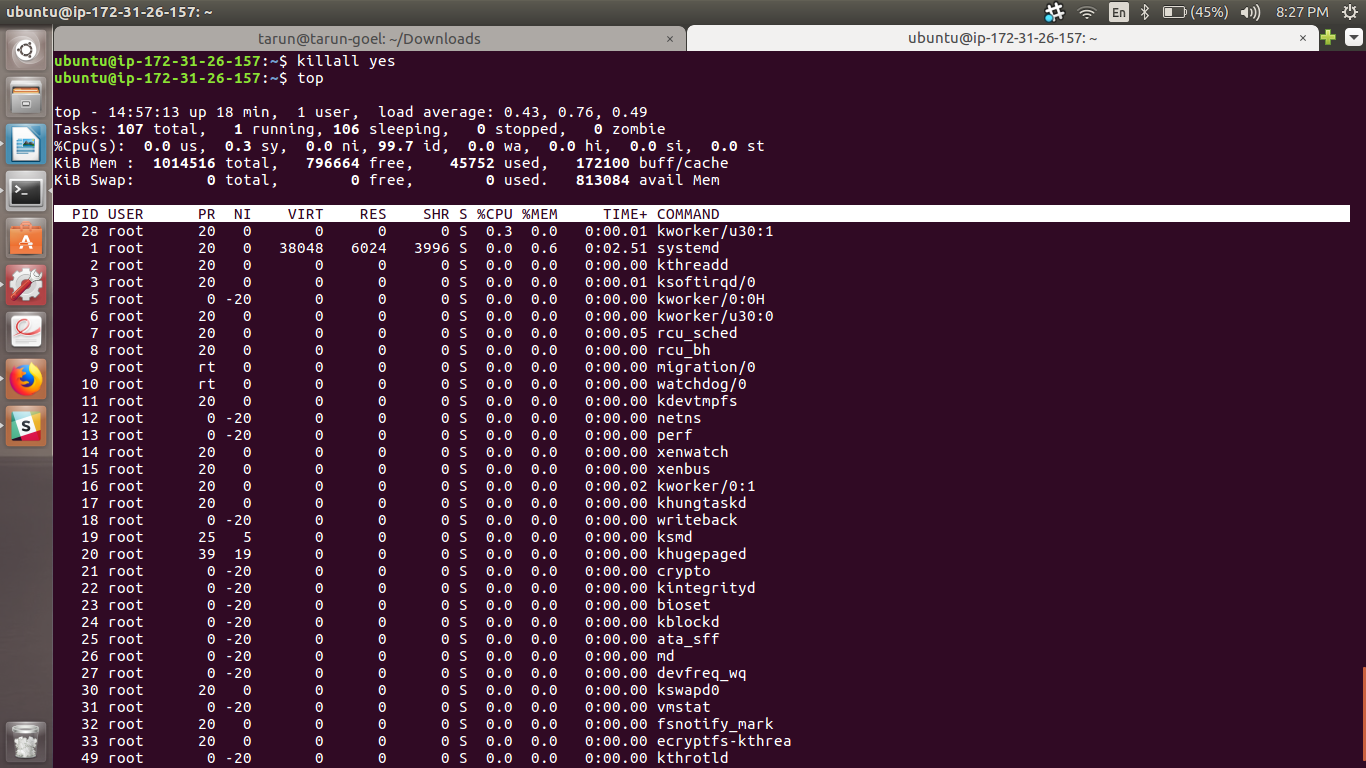 ubuntu@ip-172-31-26-157: ~
En
(45%)
8:27 PM
tarun@tarun-goel: ~/Downloads ×
ubuntu@ip-172-31-26-157: ~ ×
ubuntu@ip-172-31-26-157:~$ killall yes
ubuntu@ip-172-31-26-157:~$ top
top - 14:57:13 up 18 min,  1 user,  load average: 0.43, 0.76, 0.49
Tasks: 107 total,   1 running, 106 sleeping,   0 stopped,   0 zombie
%Cpu(s):  0.0 us,  0.3 sy,  0.0 ni, 99.7 id,  0.0 wa,  0.0 hi,  0.0 si,  0.0 st
KiB Mem :  1014516 total,   796664 free,    45752 used,   172100 buff/cache
KiB Swap:        0 total,        0 free,        0 used.   813084 avail Mem
PID USER      PR  NI    VIRT    RES    SHR S %CPU %MEM     TIME+ COMMAND
28 root      20   0       0      0      0 S  0.3  0.0   0:00.01 kworker/u30:1
1 root      20   0   38048   6024   3996 S  0.0  0.6   0:02.51 systemd
2 root      20   0       0      0      0 S  0.0  0.0   0:00.00 kthreadd
3 root      20   0       0      0      0 S  0.0  0.0   0:00.01 ksoftirqd/0
5 root       0 -20       0      0      0 S  0.0  0.0   0:00.00 kworker/0:0H
6 root      20   0       0      0      0 S  0.0  0.0   0:00.00 kworker/u30:0
7 root      20   0       0      0      0 S  0.0  0.0   0:00.05 rcu_sched
8 root      20   0       0      0      0 S  0.0  0.0   0:00.00 rcu_bh
9 root      rt   0       0      0      0 S  0.0  0.0   0:00.00 migration/0
10 root      rt   0       0      0      0 S  0.0  0.0   0:00.00 watchdog/0
11 root      20   0       0      0      0 S  0.0  0.0   0:00.00 kdevtmpfs
12 root       0 -20       0      0      0 S  0.0  0.0   0:00.00 netns
13 root       0 -20       0      0      0 S  0.0  0.0   0:00.00 perf
14 root      20   0       0      0      0 S  0.0  0.0   0:00.00 xenwatch
15 root      20   0       0      0      0 S  0.0  0.0   0:00.00 xenbus
16 root      20   0       0      0      0 S  0.0  0.0   0:00.02 kworker/0:1
17 root      20   0       0      0      0 S  0.0  0.0   0:00.00 khungtaskd
18 root       0 -20       0      0      0 S  0.0  0.0   0:00.00 writeback
19 root      25   5       0      0      0 S  0.0  0.0   0:00.00 ksmd
20 root      39  19       0      0      0 S  0.0  0.0   0:00.00 khugepaged
21 root       0 -20       0      0      0 S  0.0  0.0   0:00.00 crypto
22 root       0 -20       0      0      0 S  0.0  0.0   0:00.00 kintegrityd
23 root       0 -20       0      0      0 S  0.0  0.0   0:00.00 bioset
24 root       0 -20       0      0      0 S  0.0  0.0   0:00.00 kblockd
25 root       0 -20       0      0      0 S  0.0  0.0   0:00.00 ata_sff
26 root       0 -20       0      0      0 S  0.0  0.0   0:00.00 md
27 root       0 -20       0      0      0 S  0.0  0.0   0:00.00 devfreq_wq
30 root      20   0       0      0      0 S  0.0  0.0   0:00.00 kswapd0
31 root       0 -20       0      0      0 S  0.0  0.0   0:00.00 vmstat
32 root      20   0       0      0      0 S  0.0  0.0   0:00.00 fsnotify_mark
33 root      20   0       0      0      0 S  0.0  0.0   0:00.00 ecryptfs-kthrea
49 root       0 -20       0      0      0 S  0.0  0.0   0:00.00 kthrotld